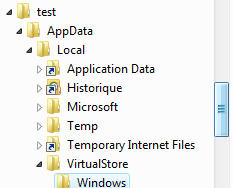 test
AppData
Local
Application Data
Historique
Microsoft
Temp
Temporary Internet Files
VirtualStore
Windows